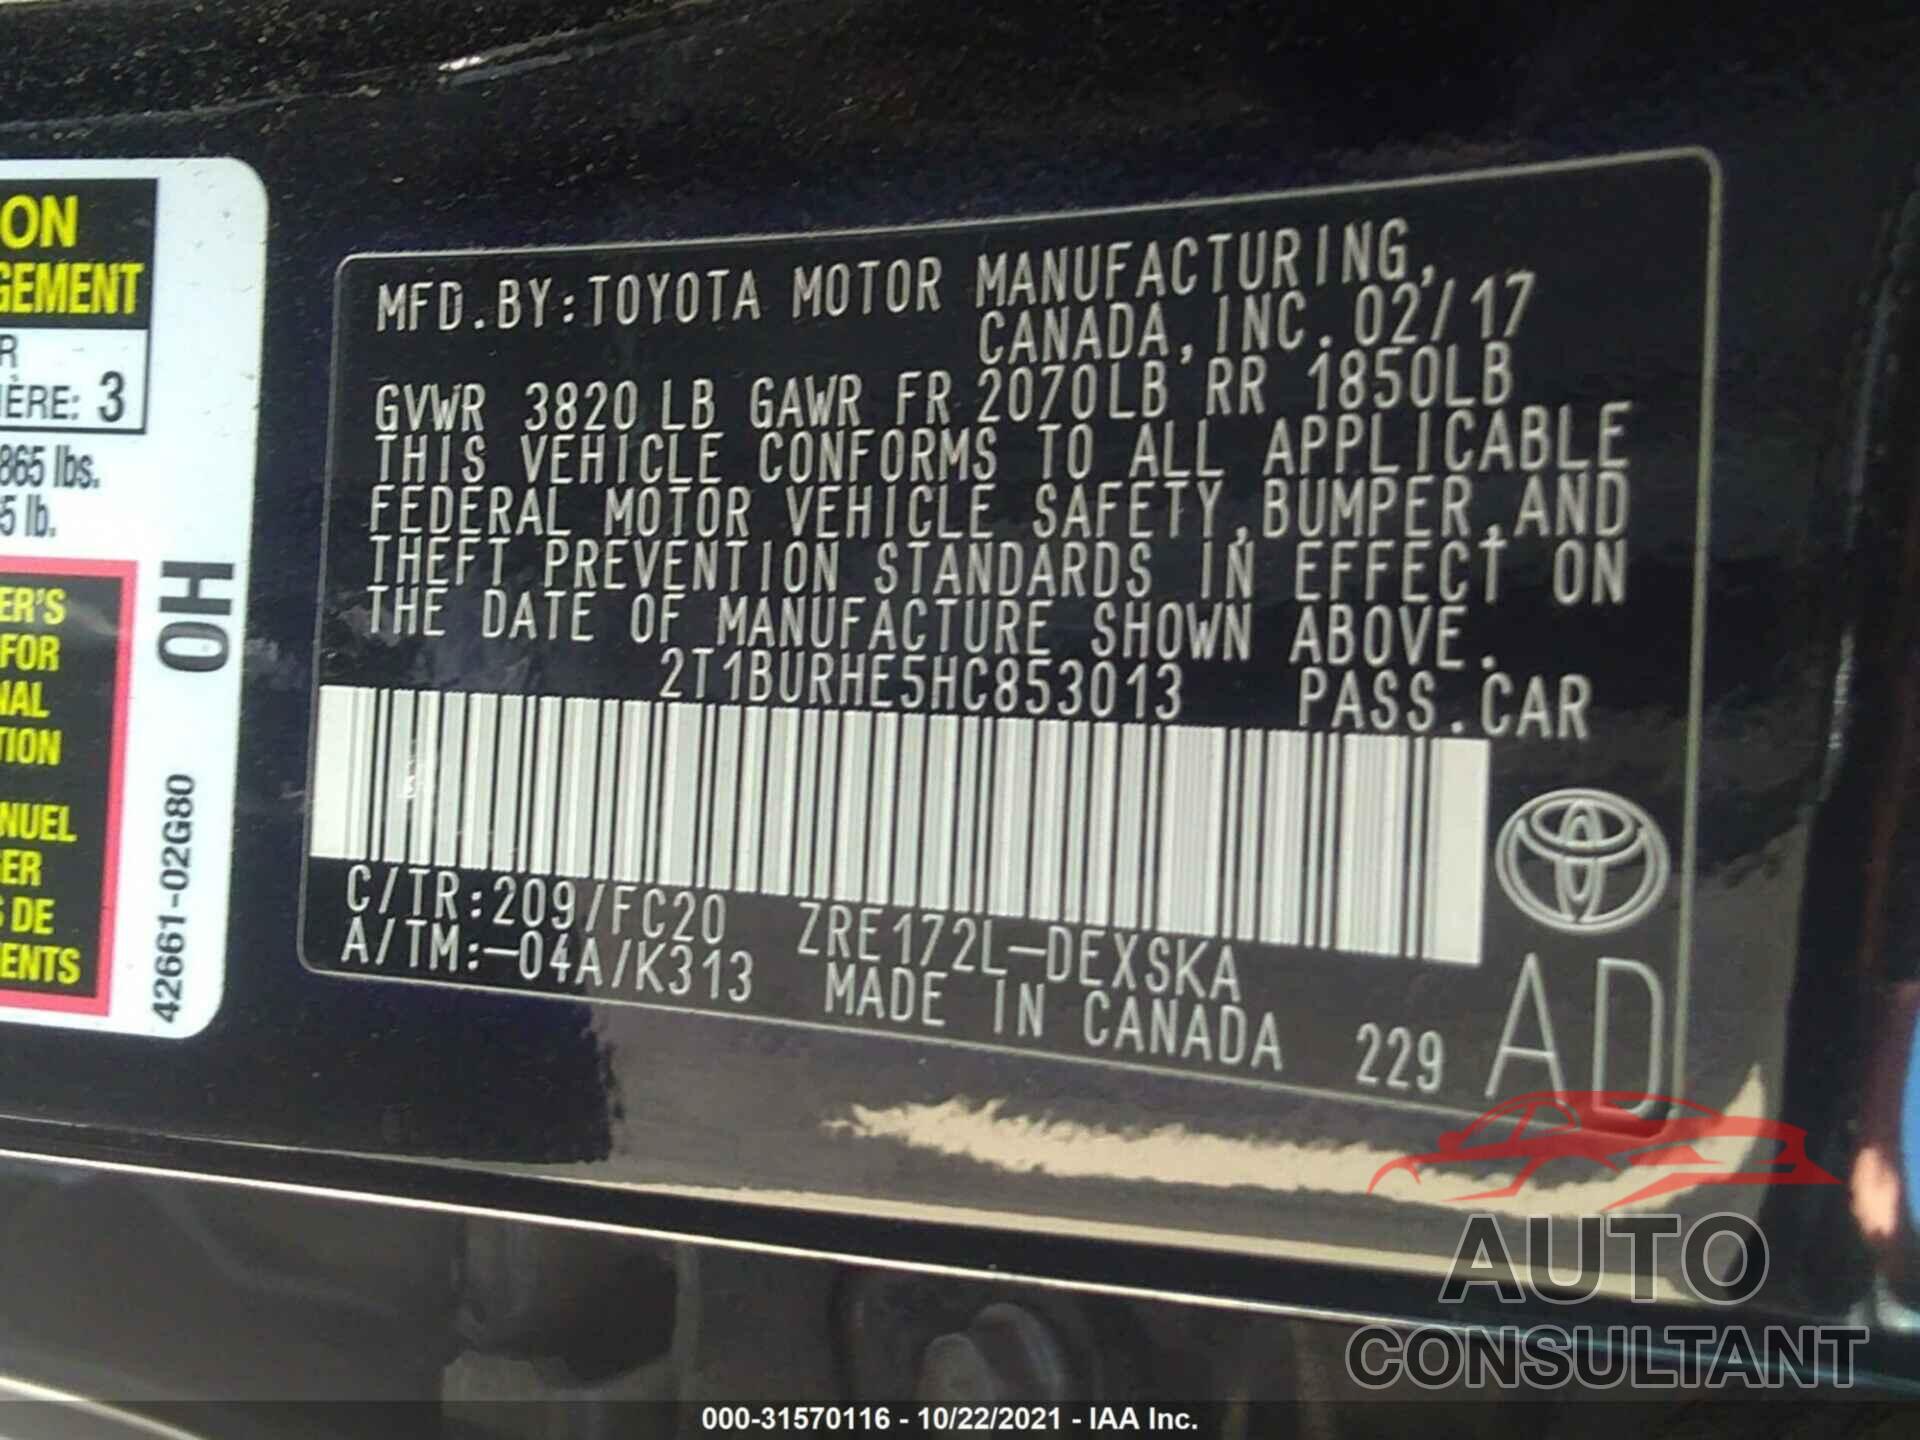 ON
GEMENT
R
IÈRE: 3
865 lbs.
5 lb.
ER'S
FOR
NAL
TION
NUEL
ER
S DE
ENTS
OH
42661-02G80
MFD.BY:TOYOTA MOTOR MANUFACTURING,
CANADA,INC.02/17
GVWR 3820LB GAWR FR 2070LB RR 1850LB
THIS VEHICLE CONFORMS TO ALL APPLICABLE
FEDERAL MOTOR VEHICLE SAFETY,BUMPER,AND
THEFT PREVENTION STANDARDS IN EFFECT ON
THE DATE OF MANUFACTURE SHOWN ABOVE.
2T1BURHE5HC853013 PASS.CAR
C/TR:209/FC20 ZRE172L-DEXSKA
A/TM:-04A/K313 MADE IN CANADA 229
AD
AUTO
CONSULTANT
000-31570116 - 10/22/2021 - IAA Inc.